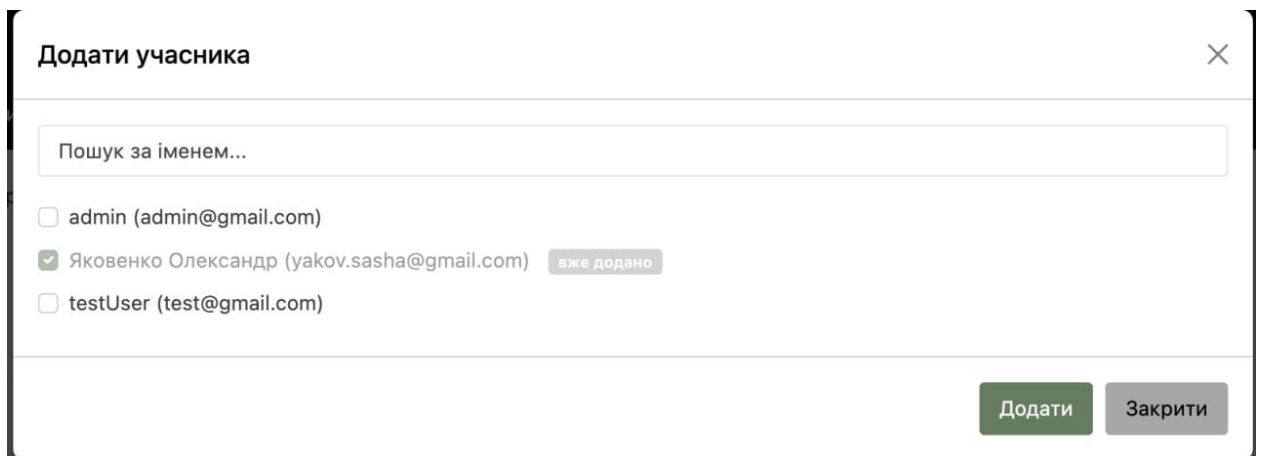 Додати учасника
Пошук за іменем...
admin (admin@gmail.com)
Яковенко Олександр (yakov.sasha@gmail.com) вже додано
testUser (test@gmail.com)
Додати Закрити